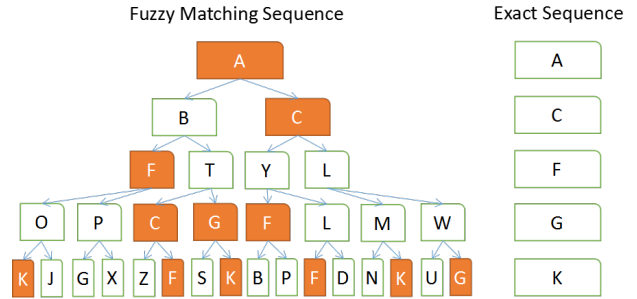 Fuzzy Matching Sequence Exact Sequence
A A
B C C
F T Y L F
O P C G F L M W G
K J G X Z F S K B P F D N K U G K